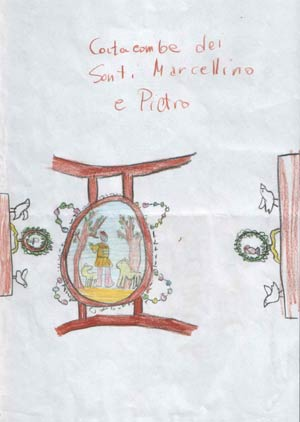 Catacombe dei
Santi Marcellino
e Pietro